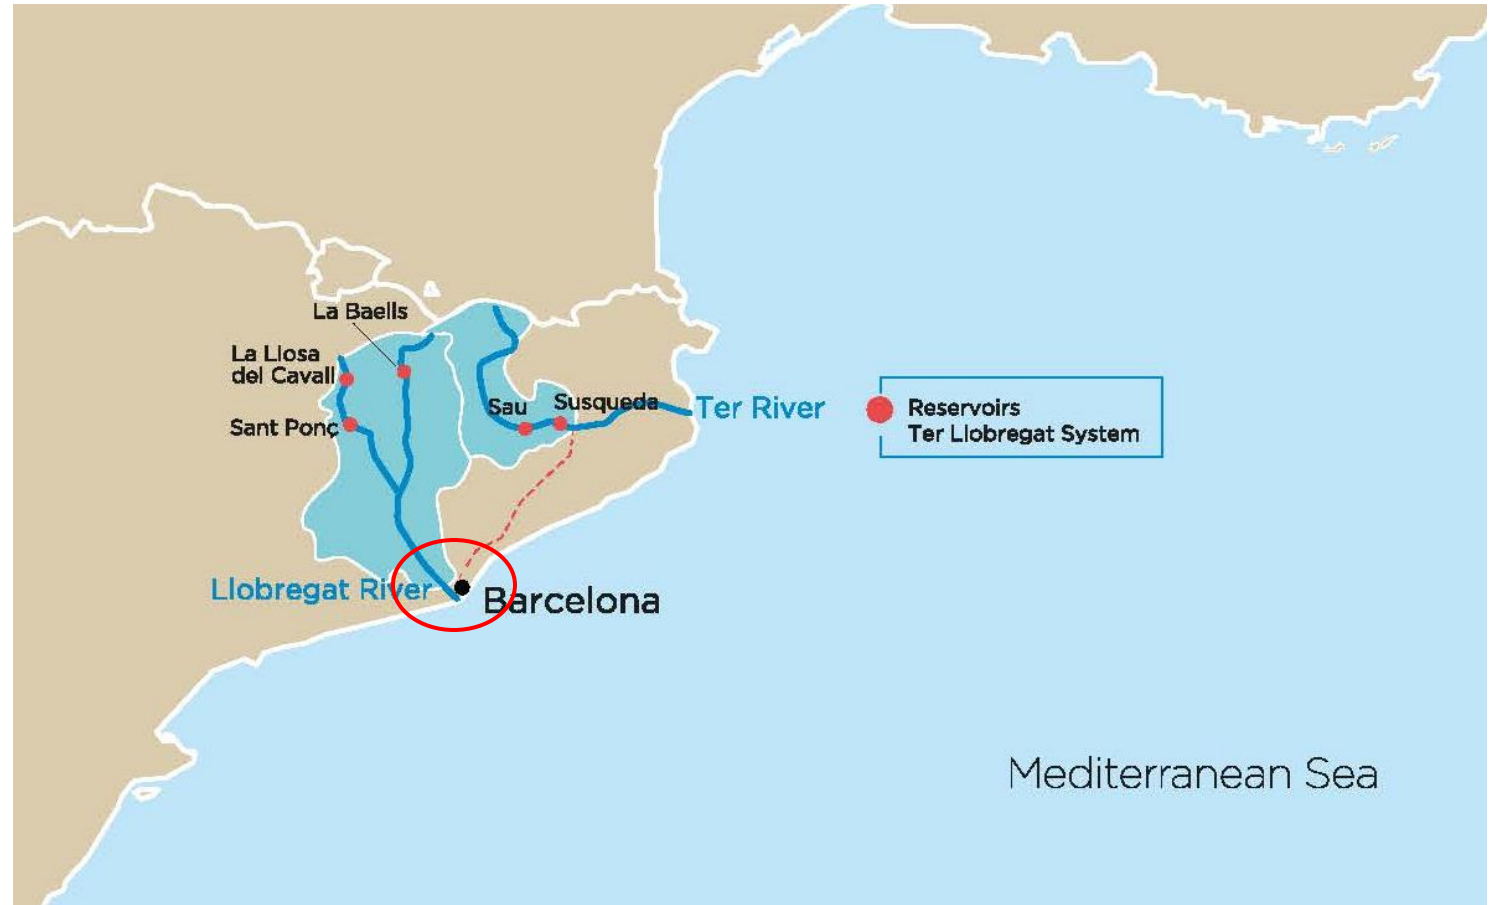 La Baells
La Llosa
del Cavall
Sant Ponç
Sau
Susqueda
Ter River
Reservoirs
Ter Llobregat System
Llobregat River
Barcelona
Mediterranean Sea